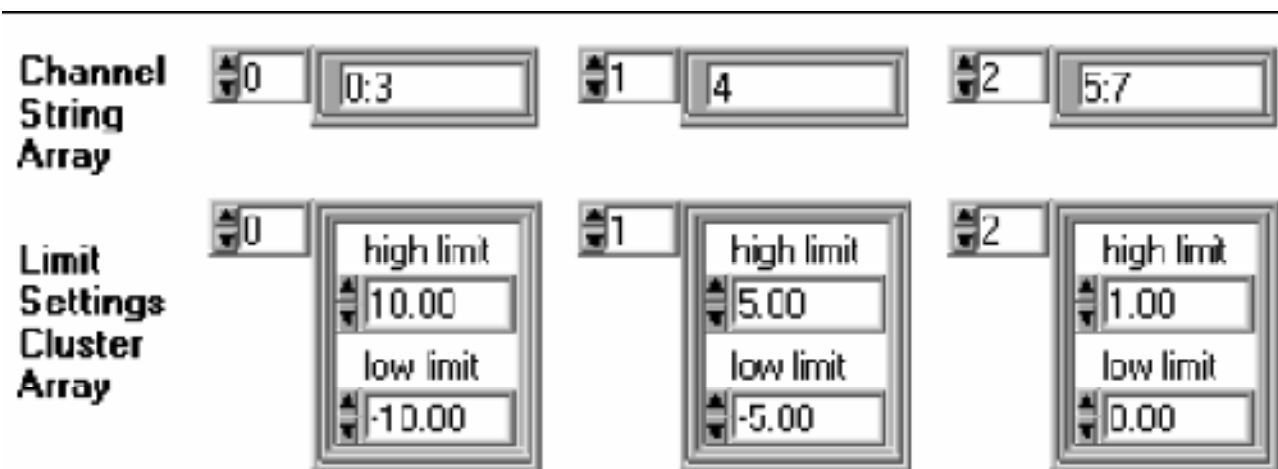 Channel String Array
0 0:3
1 4
2 5:7
Limit Settings Cluster Array
0
high limit
10.00
low limit
-10.00
1
high limit
5.00
low limit
-5.00
2
high limit
1.00
low limit
0.00